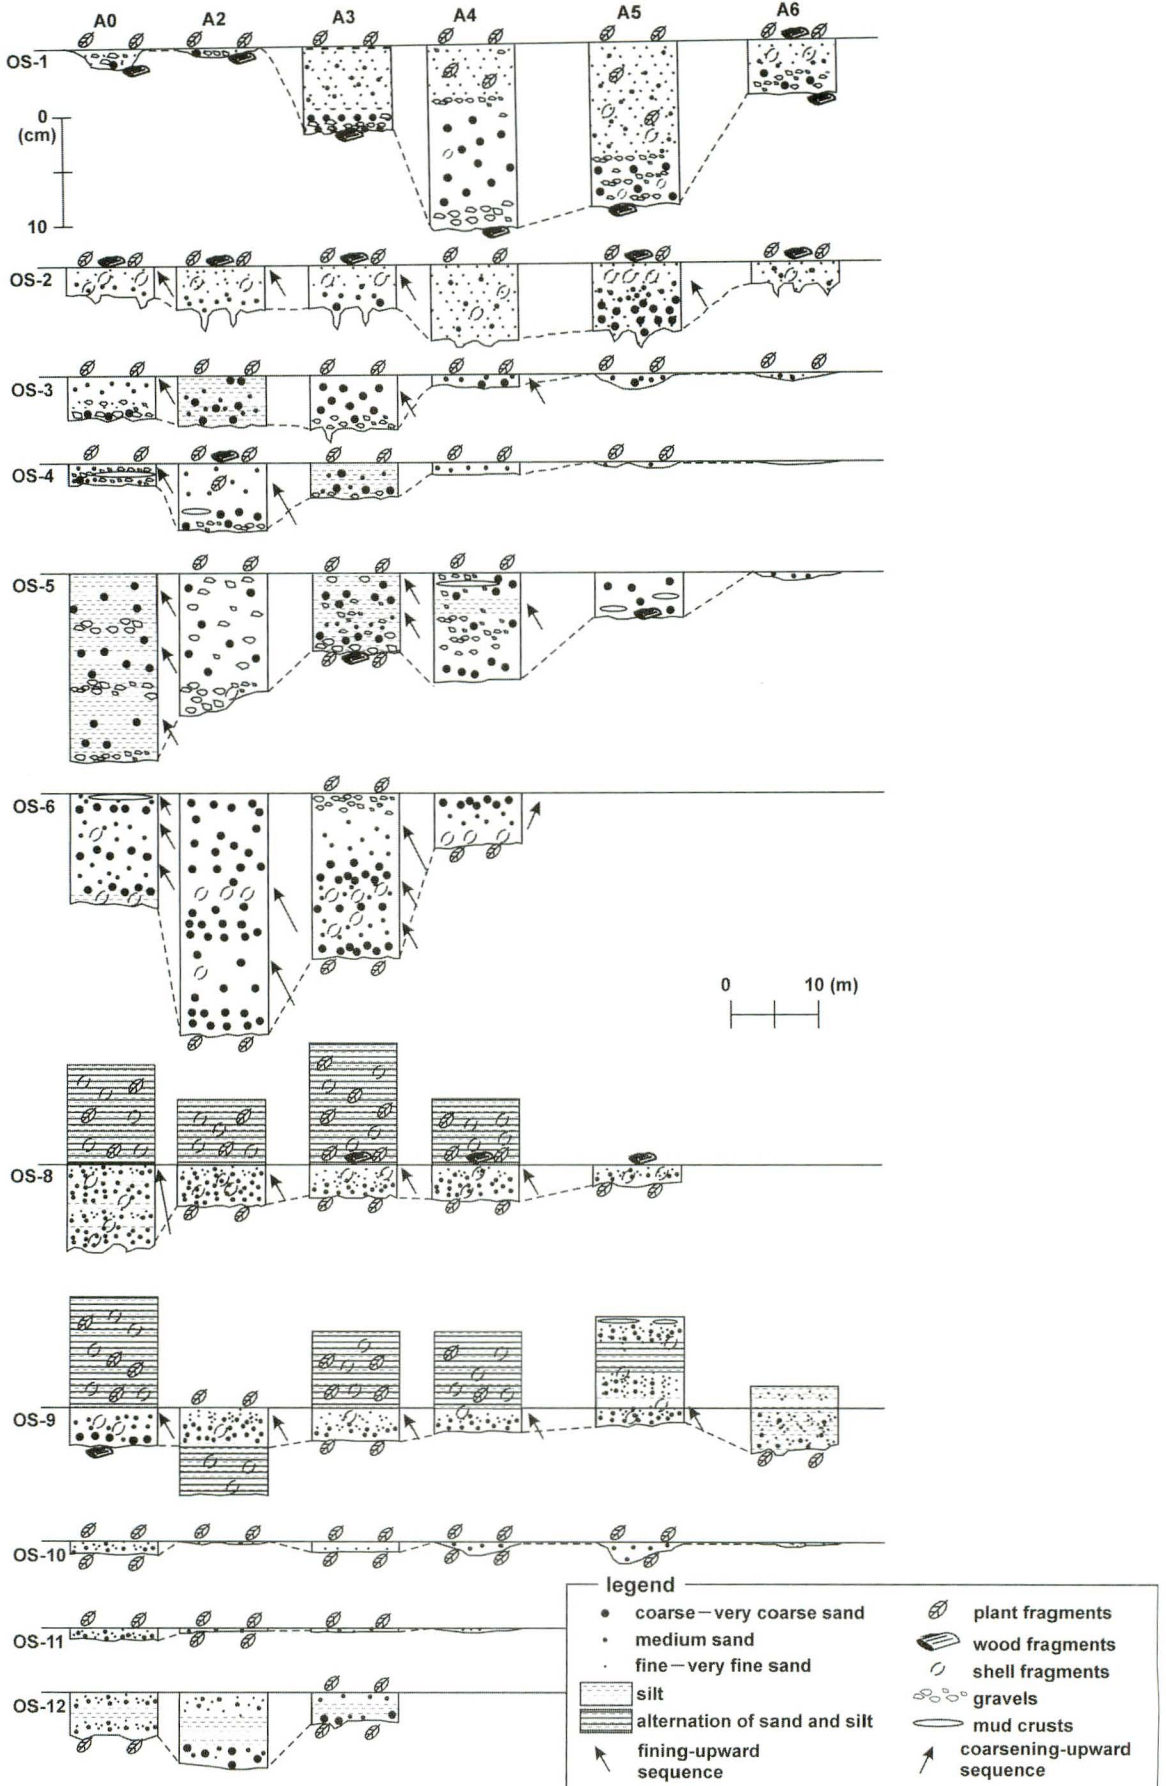 A0 A2 A3 A4 A5 A6
OS-1
0
(cm)
10
OS-2
OS-3
OS-4
OS-5
OS-6
0 10 (m)
OS-8
OS-9
OS-10
OS-11
OS-12
legend
coarse—very coarse sand
medium sand
fine—very fine sand
silt
alternation of sand and silt
fining-upward
sequence
plant fragments
wood fragments
shell fragments
gravels
mud crusts
coarsening-upward
sequence